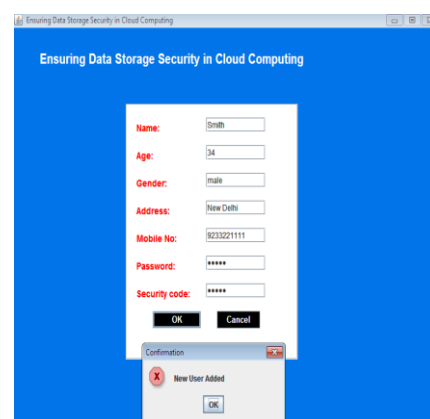 Ensuring Data Storage Security in Cloud Computing
Ensuring Data Storage Security in Cloud Computing
Name: Smith
Age: 34
Gender: male
Address: New Delhi
Mobile No: 9233221111
Password: •••••
Security code: •••••
OK Cancel
Confirmation
New User Added
OK